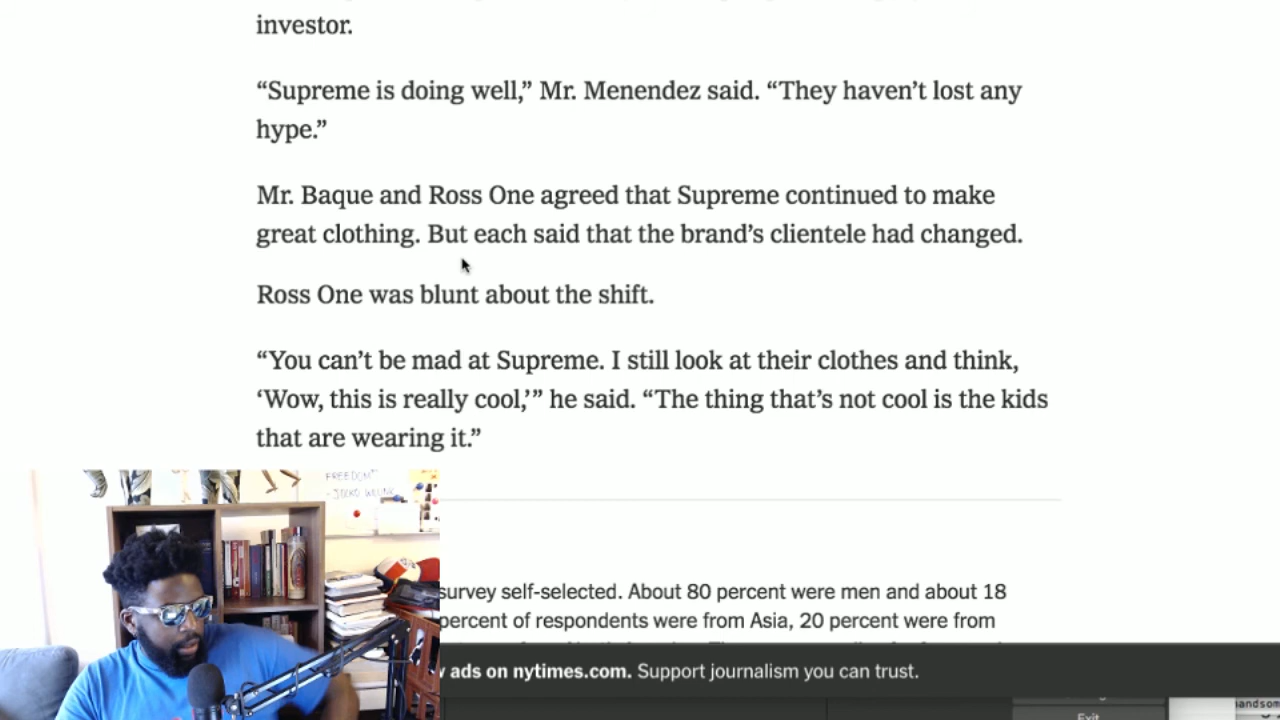 investor.
“Supreme is doing well,” Mr. Menendez said. “They haven’t lost any
hype.”
Mr. Baque and Ross One agreed that Supreme continued to make
great clothing. But each said that the brand’s clientele had changed.
Ross One was blunt about the shift.
“You can’t be mad at Supreme. I still look at their clothes and think,
‘Wow, this is really cool,’” he said. “The thing that’s not cool is the kids
that are wearing it.”
FREEDOM"
- JOCKO
survey self-selected. About 80 percent were men and about 18
percent of respondents were from Asia, 20 percent were from
ads on nytimes.com. Support journalism you can trust.
Exit